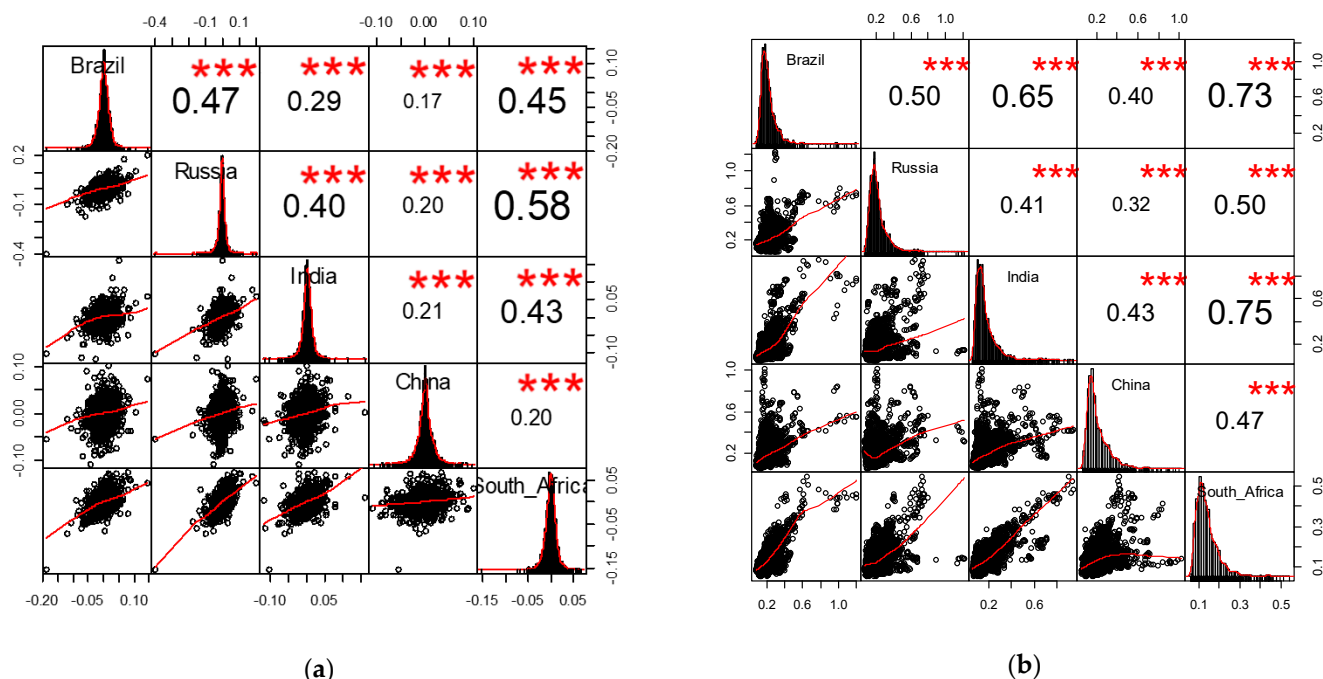 -0.4 -0.0 0.1 -0.10 0.00 0.10
Brazil *** *** *** ***
0.47 0.29 0.17 0.45
-0.20 -0.05 0.10
0.2 -0.1 -0.4
Russia *** *** ***
0.40 0.20 0.58
India *** ***
0.21 0.43
-0.10 0.05
-0.10 0.00 0.10
China ***
0.20
South_Africa
-0.15 -0.05 0.05
-0.20 -0.05 0.10 -0.10 0.05 -0.15 -0.05 0.05
(a)
0.2 0.6 1.0 0.2 0.6 1.0
Brazil *** *** *** ***
0.50 0.65 0.40 0.73
0.2 0.6 1.0
0.2 0.6 1.0
Russia *** *** ***
0.41 0.32 0.50
India *** ***
0.43 0.75
0.2 0.6
0.2 0.6 1.0
China ***
0.47
South_Africa
0.1 0.3 0.5
0.2 0.6 1.0 0.2 0.6 0.1 0.3 0.5
(b)